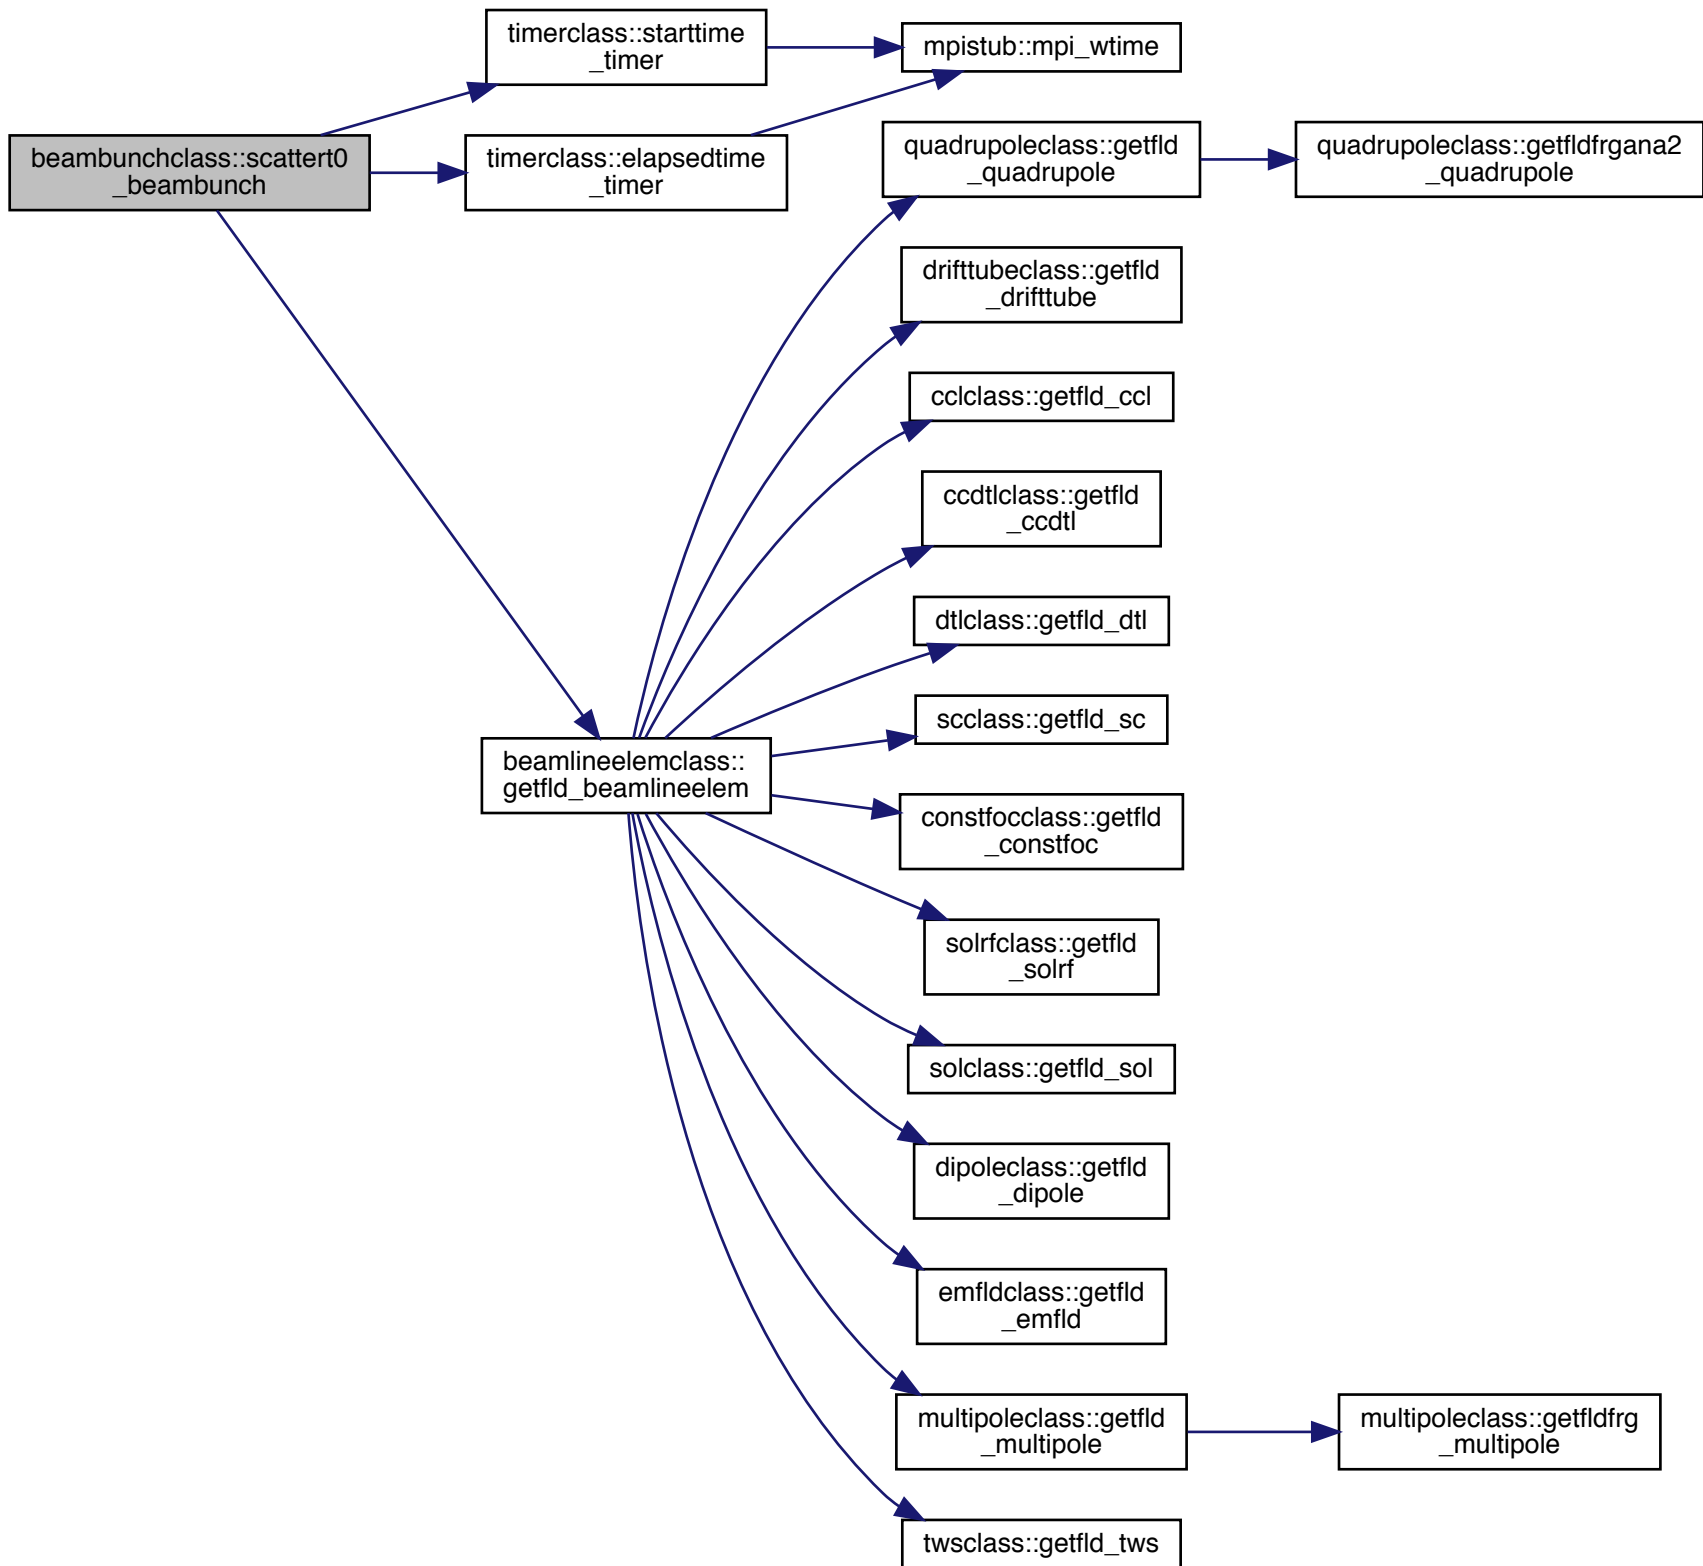 timerclass::starttime
_timer
mpistub::mpi_wtime
beambunchclass::scattert0
_beambunch
timerclass::elapsedtime
_timer
quadrupoleclass::getfld
_quadrupole
quadrupoleclass::getfldfrgana2
_quadrupole
drifttubeclass::getfld
_drifttube
cclclass::getfld_ccl
ccdtlclass::getfld
_ccdtl
dtlclass::getfld_dtl
scclass::getfld_sc
beamlineelemclass::
getfld_beamlineelem
constfocclass::getfld
_constfoc
solrfclass::getfld
_solrf
solclass::getfld_sol
dipoleclass::getfld
_dipole
emfldclass::getfld
_emfld
multipoleclass::getfld
_multipole
multipoleclass::getfldfrg
_multipole
twsclass::getfld_tws